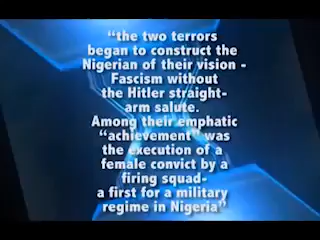 “the two terrors
began to construct the
Nigerian of their vision -
Fascism without
the Hitler straight-
arm salute.
Among their emphatic
“achievement” was
the execution of a
female convict by a
firing squad-
a first for a military
regime in Nigeria”